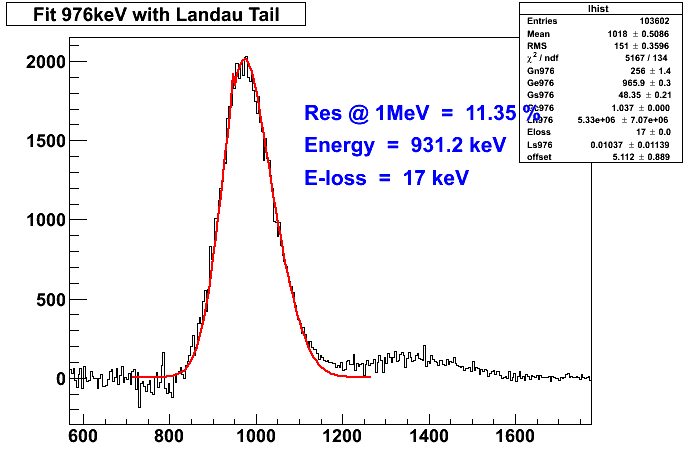 Fit 976keV with Landau Tail
lhist
Entries 103602
Mean 1018 ± 0.5086
RMS 151 ± 0.3596
χ² / ndf 5167 / 134
Gn976 256 ± 1.4
Ge976 965.9 ± 0.3
Gs976 48.35 ± 0.21
1.037 ± 0.000
5.33e+06 ± 7.07e+06
Eloss 17 ± 0.0
Ls976 0.01037 ± 0.01139
offset 5.112 ± 0.889
Res @ 1MeV = 11.35 %
Energy = 931.2 keV
E-loss = 17 keV
2000
1500
1000
500
0
600 800 1000 1200 1400 1600